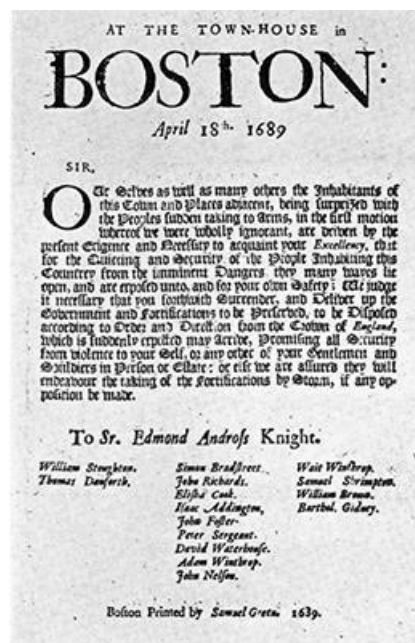 AT THE TOWN-HOUSE in
BOSTON:
April 18th. 1689
SIR,
OUr Selves as well as many others the Inhabitants of
this Town and Places adjacent, being surprized with
the Peoples sudden taking to Arms, in the first motion
whereof we were wholly ignorant, are driven by the
present Exigence and Necessity to acquaint your Excellency, that
for the Quieting and Security of the People Inhabiting this
Countrey from the imminent Dangers they many wayes lie
open, and are exposed unto, and for your own Safety; We judge
it necessary that you forthwith Surrender, and Deliver up the
Government and Fortifications to be Preserved, to be Disposed
according to Order and Direction from the Crown of England,
which is suddenly expected may Arrive, Promising all Security
from violence to your Self, or any other of your Gentlemen and
Souldiers in Person or Estate: or else we are assured they will
endeavour the taking of the Fortifications by Storm, if any op-
position be made.
To Sr. Edmond Andross Knight.
William Stoughton.
Thomas Danforth.
Simon Bradstreet.
John Richards.
Elisha Cook.
Isaac Addington,
John Foster.
Peter Sergeant.
David Waterhouse.
Adam Winthrop.
John Nelson.
Wait Winthrop.
Samuel Shrimpton.
William Brown.
Barthol. Gidney.
Boston Printed by Samuel Green. 1689.